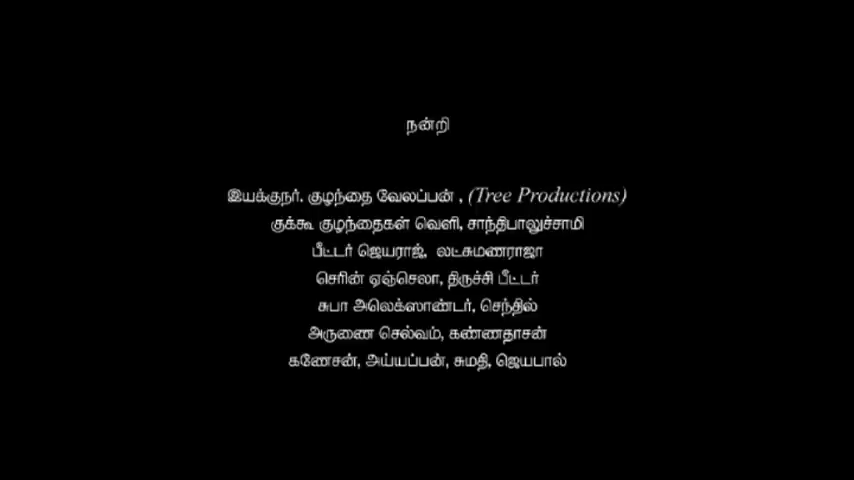 நன்றி
இயக்குநர். குழந்தை வேலப்பன் , (Tree Productions)
குக்கூ குழந்தைகள் வெளி, சாந்திபாலுச்சாமி
பீட்டர் ஜெயராஜ், லட்சுமணராஜா
செரின் ஏஞ்செலா, திருச்சி பீட்டர்
சுபா அலெக்ஸாண்டர், செந்தில்
அருணை செல்வம், கண்ணதாசன்
கணேசன், அய்யப்பன், சுமதி, ஜெயபால்